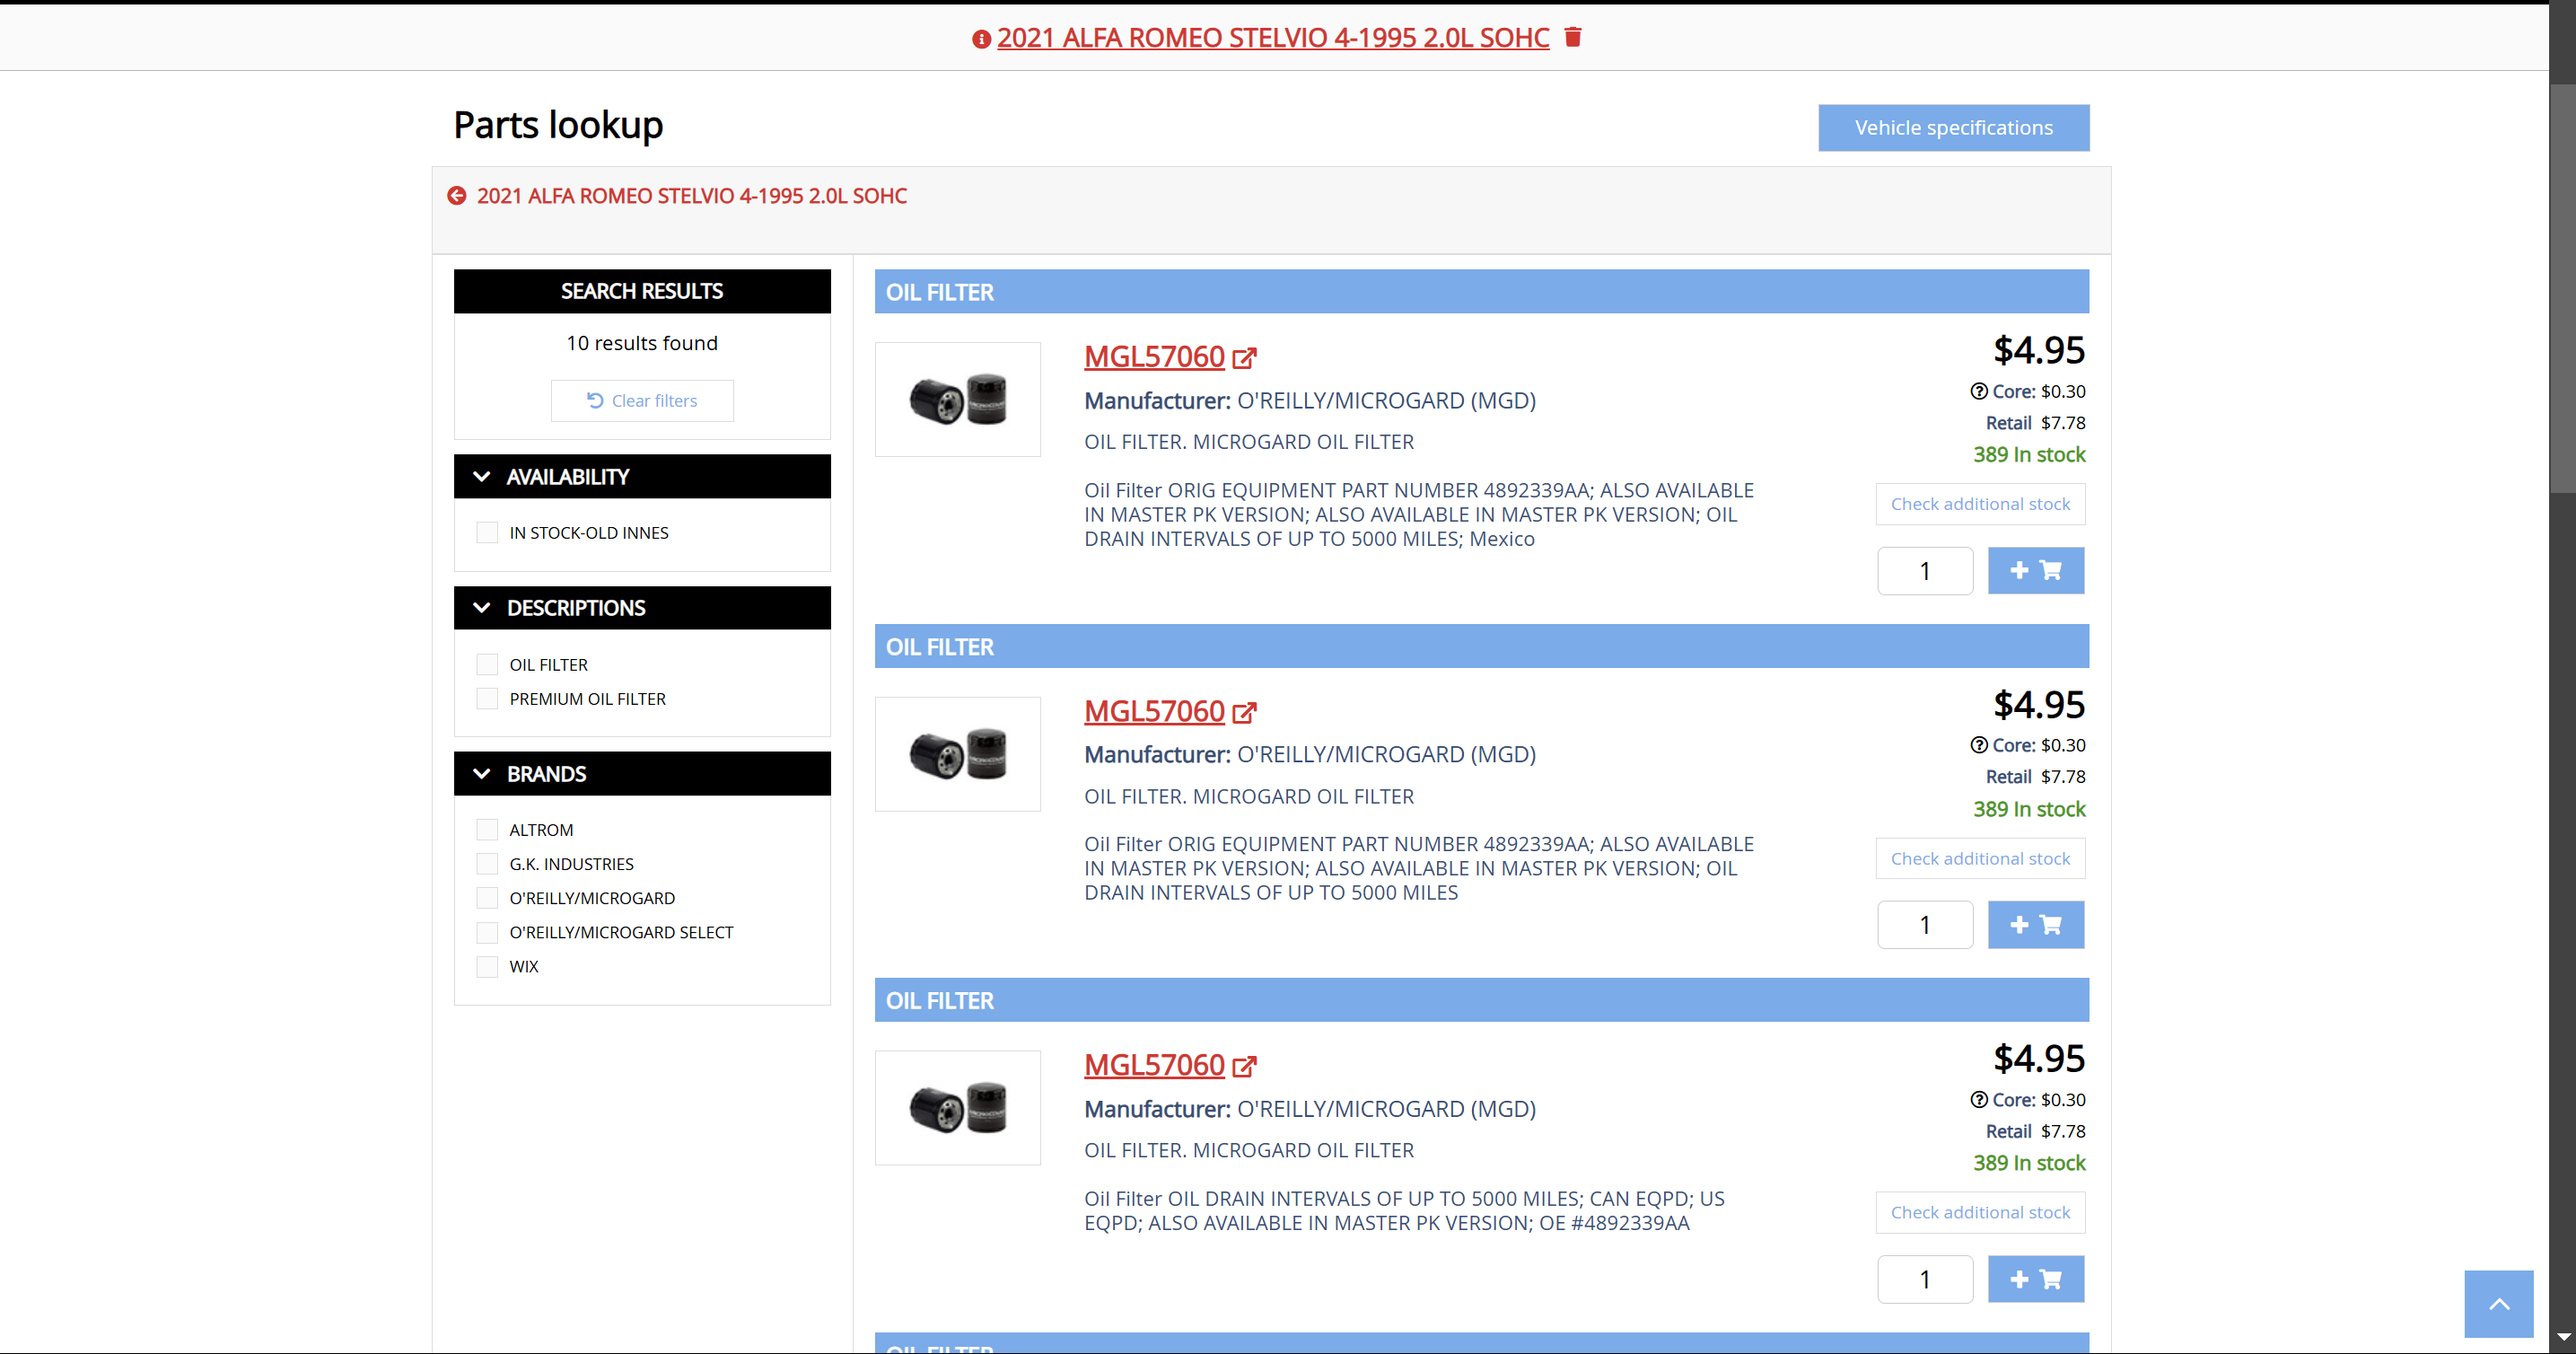 2021 ALFA ROMEO STELVIO 4-1995 2.0L SOHC
Parts lookup
Vehicle specifications
2021 ALFA ROMEO STELVIO 4-1995 2.0L SOHC
SEARCH RESULTS
10 results found
Clear filters
AVAILABILITY
IN STOCK-OLD INNES
DESCRIPTIONS
OIL FILTER
PREMIUM OIL FILTER
BRANDS
ALTROM
G.K. INDUSTRIES
O'REILLY/MICROGARD
O'REILLY/MICROGARD SELECT
WIX
OIL FILTER
MGL57060
Manufacturer: O'REILLY/MICROGARD (MGD)
OIL FILTER. MICROGARD OIL FILTER
Oil Filter ORIG EQUIPMENT PART NUMBER 4892339AA; ALSO AVAILABLE
IN MASTER PK VERSION; ALSO AVAILABLE IN MASTER PK VERSION; OIL
DRAIN INTERVALS OF UP TO 5000 MILES; Mexico
$4.95
Core: $0.30
Retail $7.78
389 In stock
Check additional stock
1
OIL FILTER
MGL57060
Manufacturer: O'REILLY/MICROGARD (MGD)
OIL FILTER. MICROGARD OIL FILTER
Oil Filter ORIG EQUIPMENT PART NUMBER 4892339AA; ALSO AVAILABLE
IN MASTER PK VERSION; ALSO AVAILABLE IN MASTER PK VERSION; OIL
DRAIN INTERVALS OF UP TO 5000 MILES
$4.95
Core: $0.30
Retail $7.78
389 In stock
Check additional stock
1
OIL FILTER
MGL57060
Manufacturer: O'REILLY/MICROGARD (MGD)
OIL FILTER. MICROGARD OIL FILTER
Oil Filter OIL DRAIN INTERVALS OF UP TO 5000 MILES; CAN EQPD; US
EQPD; ALSO AVAILABLE IN MASTER PK VERSION; OE #4892339AA
$4.95
Core: $0.30
Retail $7.78
389 In stock
Check additional stock
1
OIL FILTER